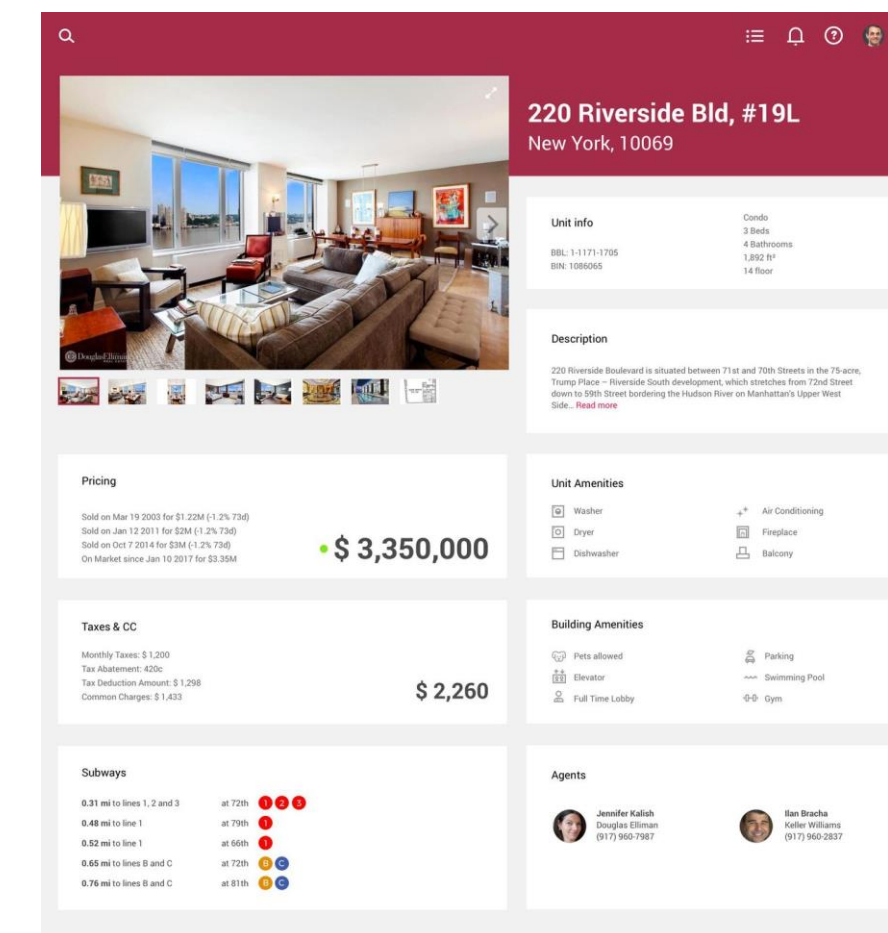 220 Riverside Bld, #19L
New York, 10069
Unit info
BBL: 1-1171-1705
BIN: 1086065
Condo
3 Beds
4 Bathrooms
1,892 ft²
14 floor
Description
220 Riverside Boulevard is situated between 71st and 70th Streets in the 75-acre,
Trump Place – Riverside South development, which stretches from 72nd Street
down to 59th Street bordering the Hudson River on Manhattan's Upper West
Side... Read more
Pricing
Sold on Mar 19 2003 for $1.22M (-1.2% 73d)
Sold on Jan 12 2011 for $2M (-1.2% 73d)
Sold on Oct 7 2014 for $3M (-1.2% 73d)
On Market since Jan 10 2017 for $3.35M
$ 3,350,000
Unit Amenities
Washer
Dryer
Dishwasher
Air Conditioning
Fireplace
Balcony
Taxes & CC
Monthly Taxes: $ 1,200
Tax Abatement: 420c
Tax Deduction Amount: $ 1,298
Common Charges: $ 1,433
$ 2,260
Building Amenities
Pets allowed
Elevator
Full Time Lobby
Parking
Swimming Pool
Gym
Subways
0.31 mi to lines 1, 2 and 3 at 72th 1 2 3
0.48 mi to line 1 at 79th 1
0.52 mi to line 1 at 66th 1
0.65 mi to lines B and C at 72th B C
0.76 mi to lines B and C at 81th B C
Agents
Jennifer Kalish
Douglas Elliman
(917) 960-7987
Ilan Bracha
Keller Williams
(917) 960-2837